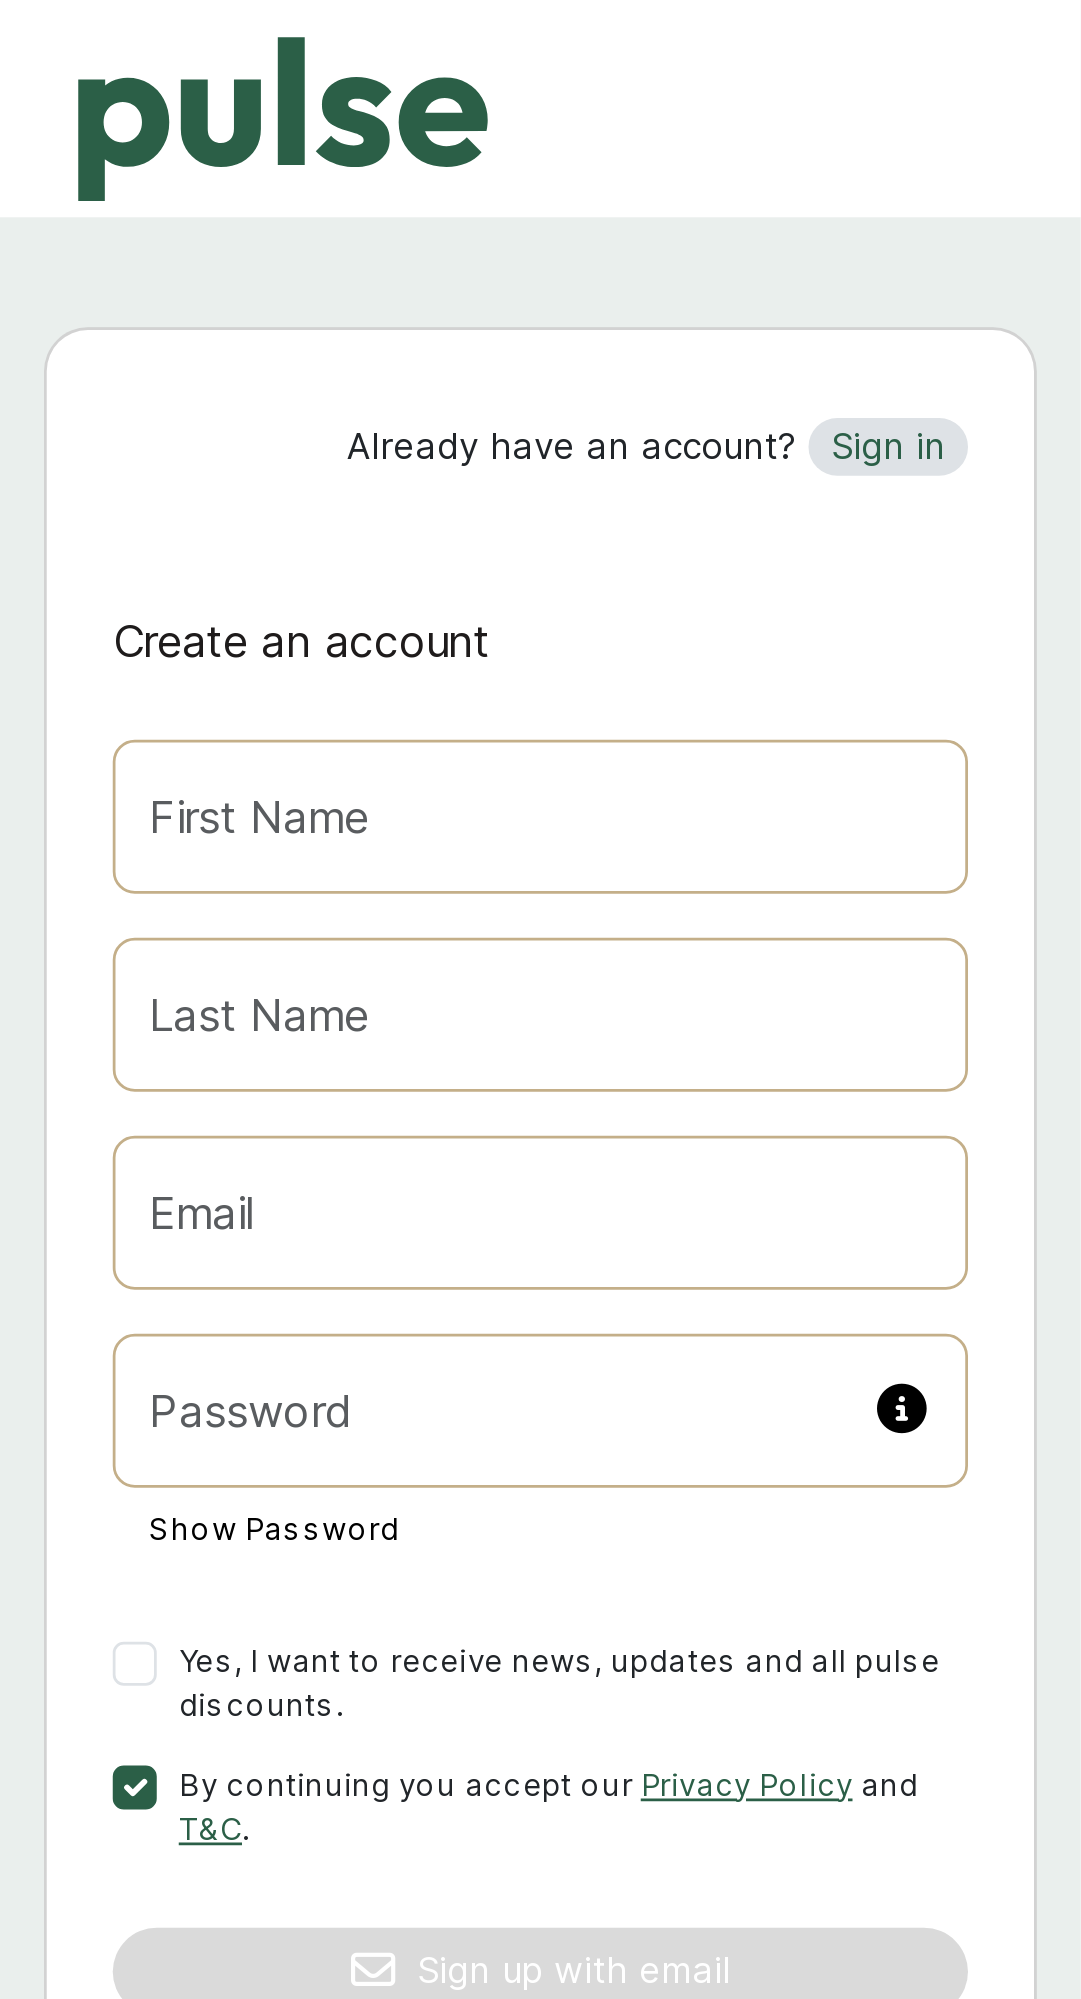 pulse
Already have an account? Sign in
Create an account
First Name
Last Name
Email
Password
Show Password
Yes, I want to receive news, updates and all pulse
discounts.
By continuing you accept our Privacy Policy and
T&C.
Sign up with email